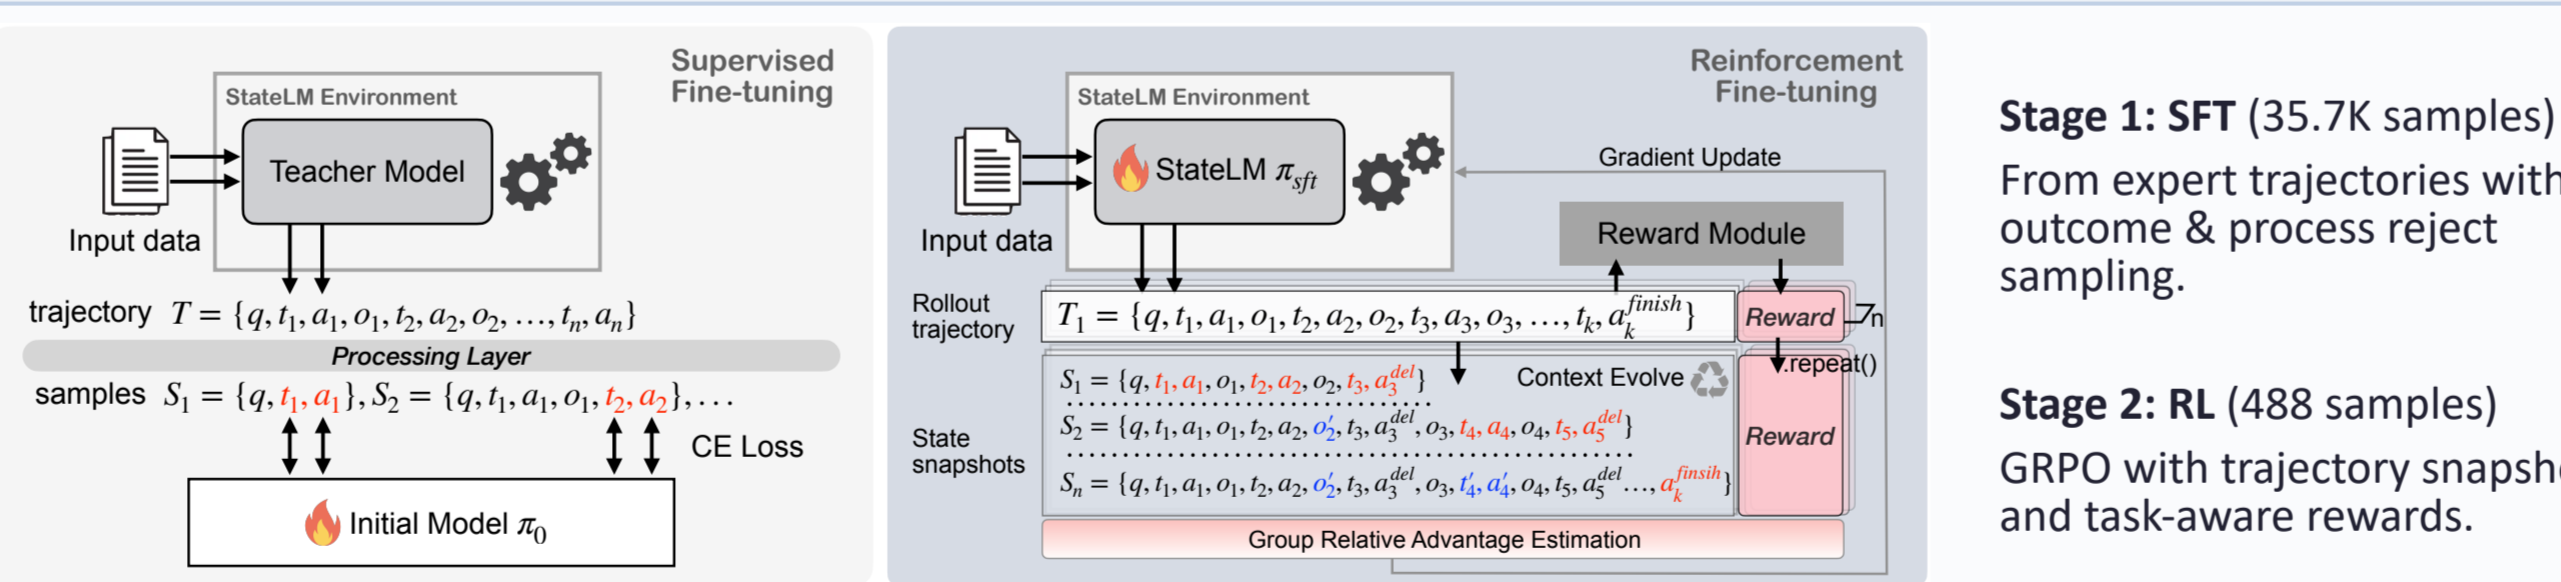 Supervised
Fine-tuning
StateLM Environment
Teacher Model
Input data
trajectory T = {q, t₁, a₁, o₁, t₂, a₂, o₂, …, tₙ, aₙ}
Processing Layer
samples S₁ = {q, t₁, a₁}, S₂ = {q, t₁, a₁, o₁, t₂, a₂}, …
CE Loss
Initial Model π₀
Reinforcement
Fine-tuning
StateLM Environment
StateLM π_sft
Gradient Update
Input data
Reward Module
Rollout
trajectory
T₁ = {q, t₁, a₁, o₁, t₂, a₂, o₂, t₃, a₃, o₃, …, tₖ, aₖ^finish}
Reward
n
.repeat()
Context Evolve
State
snapshots
S₁ = {q, t₁, a₁, o₁, t₂, a₂, o₂, t₃, a₃^del}
S₂ = {q, t₁, a₁, o₁, t₂, a₂, o₂′, t₃, a₃^del, o₃, t₄, a₄, o₄, t₅, a₅^del}
Sₙ = {q, t₁, a₁, o₁, t₂, a₂, o₂′, t₃, a₃^del, o₃, t₄′, a₄′, o₄, t₅, a₅^del…, aₖ^finsih}
Reward
Group Relative Advantage Estimation
Stage 1: SFT (35.7K samples)
From expert trajectories with
outcome & process reject
sampling.
Stage 2: RL (488 samples)
GRPO with trajectory
and task-aware rewards.